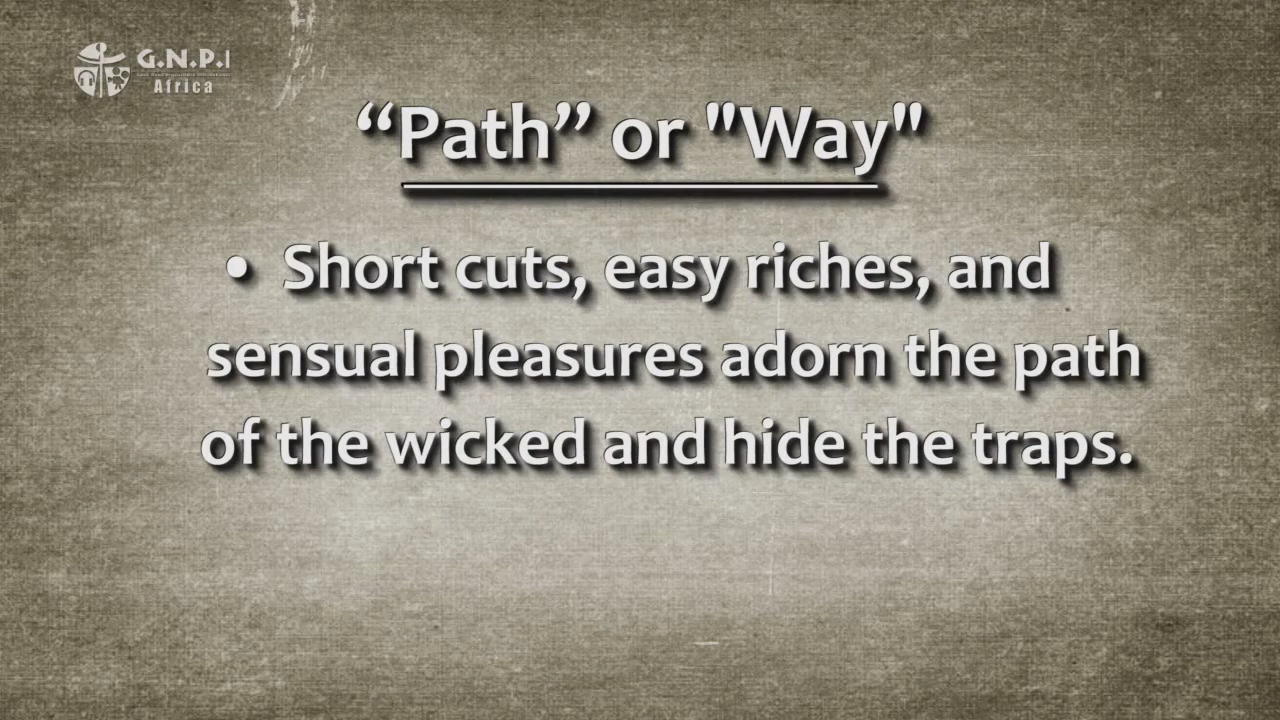 G.N.P.I
Africa
“Path” or "Way"
• Short cuts, easy riches, and
sensual pleasures adorn the path
of the wicked and hide the traps.